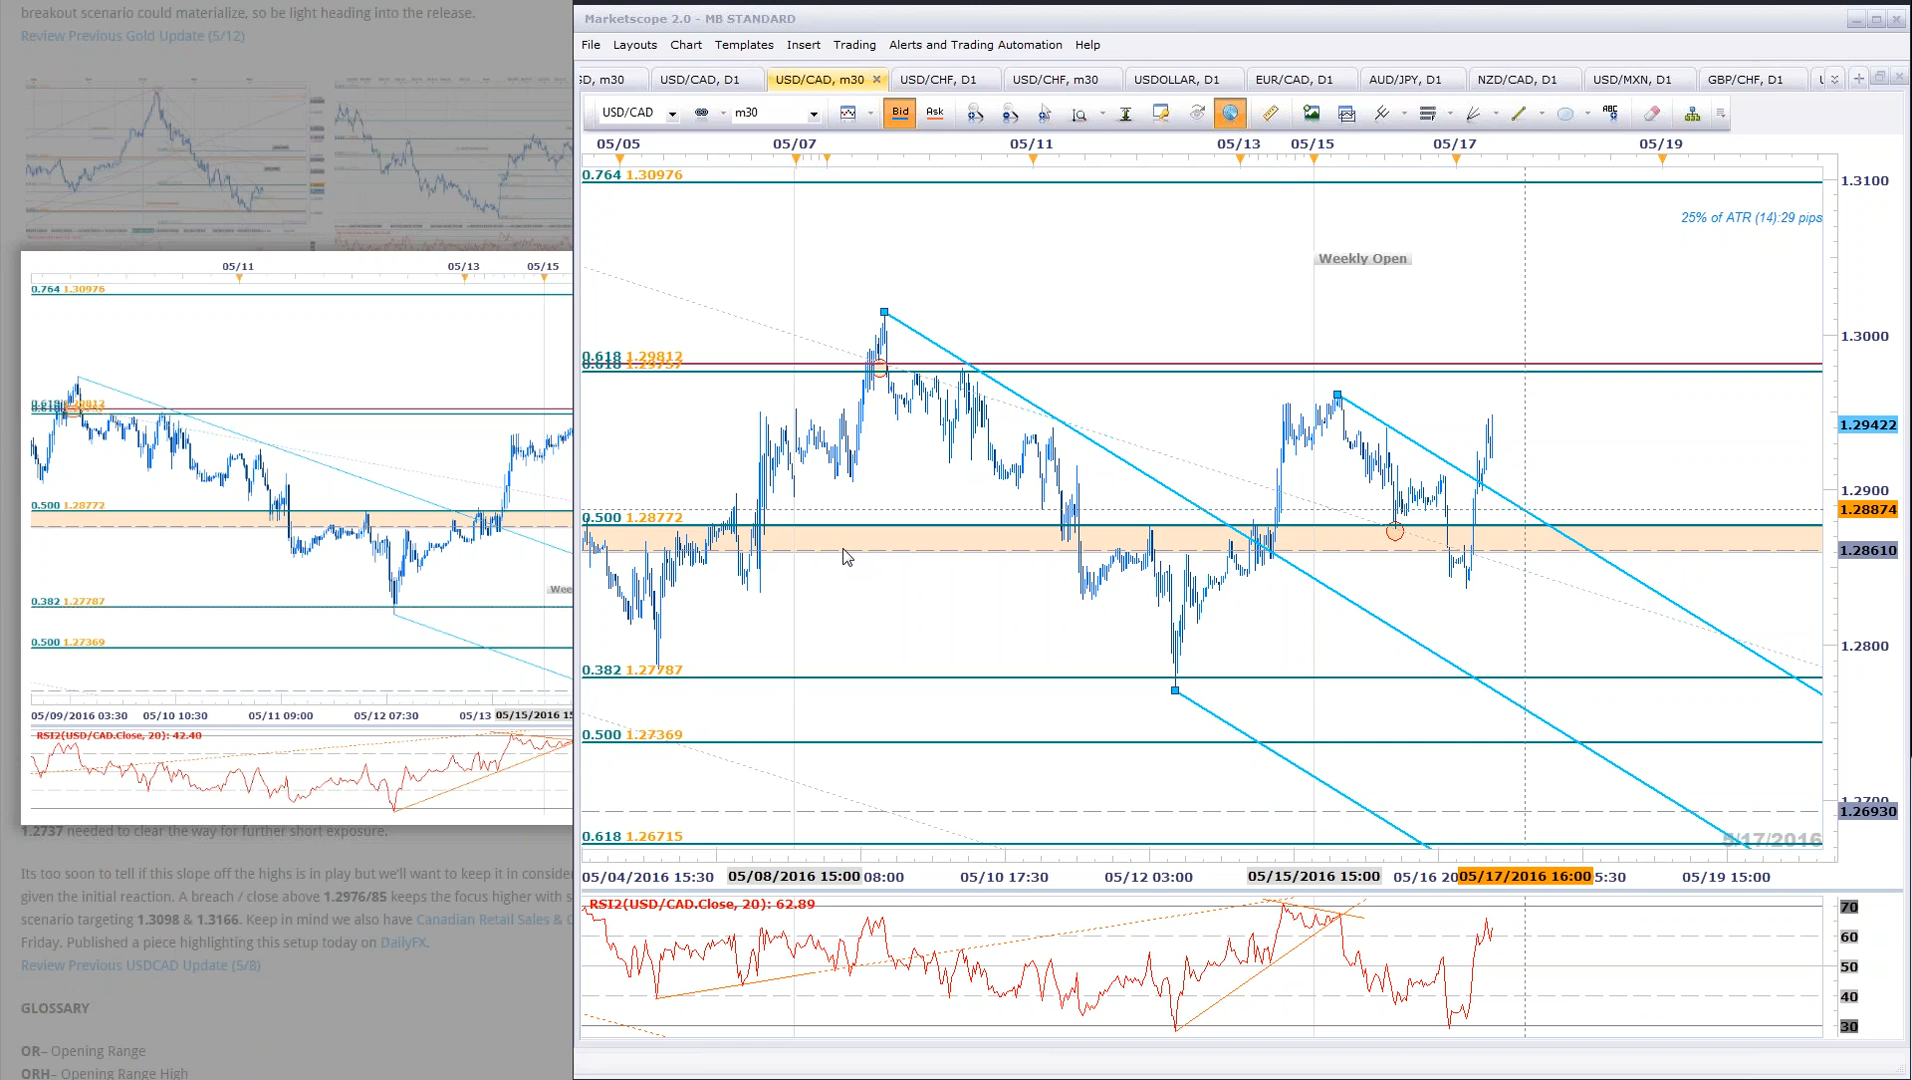 breakout scenario could materialize, so be light heading into the release.
Review Previous Gold Update (5/12)
05/11 05/13 05/15
0.764 1.30976
0.618 1.29812
0.500 1.28772
0.382 1.27787
0.500 1.27369
05/09/2016 03:30 05/10 10:30 05/11 09:00 05/12 07:30 05/13 05/15/2016 15
RSI2(USD/CAD.Close, 20): 42.40
1.2737 needed to clear the way for further short exposure.
Its too soon to tell if this slope off the highs is in play but we'll want to keep it in consider
given the initial reaction. A breach / close above 1.2976/85 keeps the focus higher with s
scenario targeting 1.3098 & 1.3166. Keep in mind we also have Canadian Retail Sales & C
Friday. Published a piece highlighting this setup today on DailyFX.
Review Previous USDCAD Update (5/8)
GLOSSARY
OR– Opening Range
ORH– Opening Range High
Marketscope 2.0 - MB STANDARD
File Layouts Chart Templates Insert Trading Alerts and Trading Automation Help
SD, m30 USD/CAD, D1 USD/CAD, m30 USD/CHF, D1 USD/CHF, m30 USDOLLAR, D1 EUR/CAD, D1 AUD/JPY, D1 NZD/CAD, D1 USD/MXN, D1 GBP/CHF, D1
USD/CAD m30 Bid Ask ABC
05/05 05/07 05/11 05/13 05/15 05/17 05/19
0.764 1.30976
1.3100
25% of ATR (14):29 pips
Weekly Open
1.3000
0.618 1.29812
0.618 1.29757
1.29422
1.2900
1.28874
0.500 1.28772
1.28610
1.2800
0.382 1.27787
0.500 1.27369
1.2700
1.26930
0.618 1.26715
5/17/2016
05/04/2016 15:30 05/08/2016 15:00 08:00 05/10 17:30 05/12 03:00 05/15/2016 15:00 05/16 20 05/17/2016 16:00 5:30 05/19 15:00
RSI2(USD/CAD.Close, 20): 62.89
70
60
50
40
30